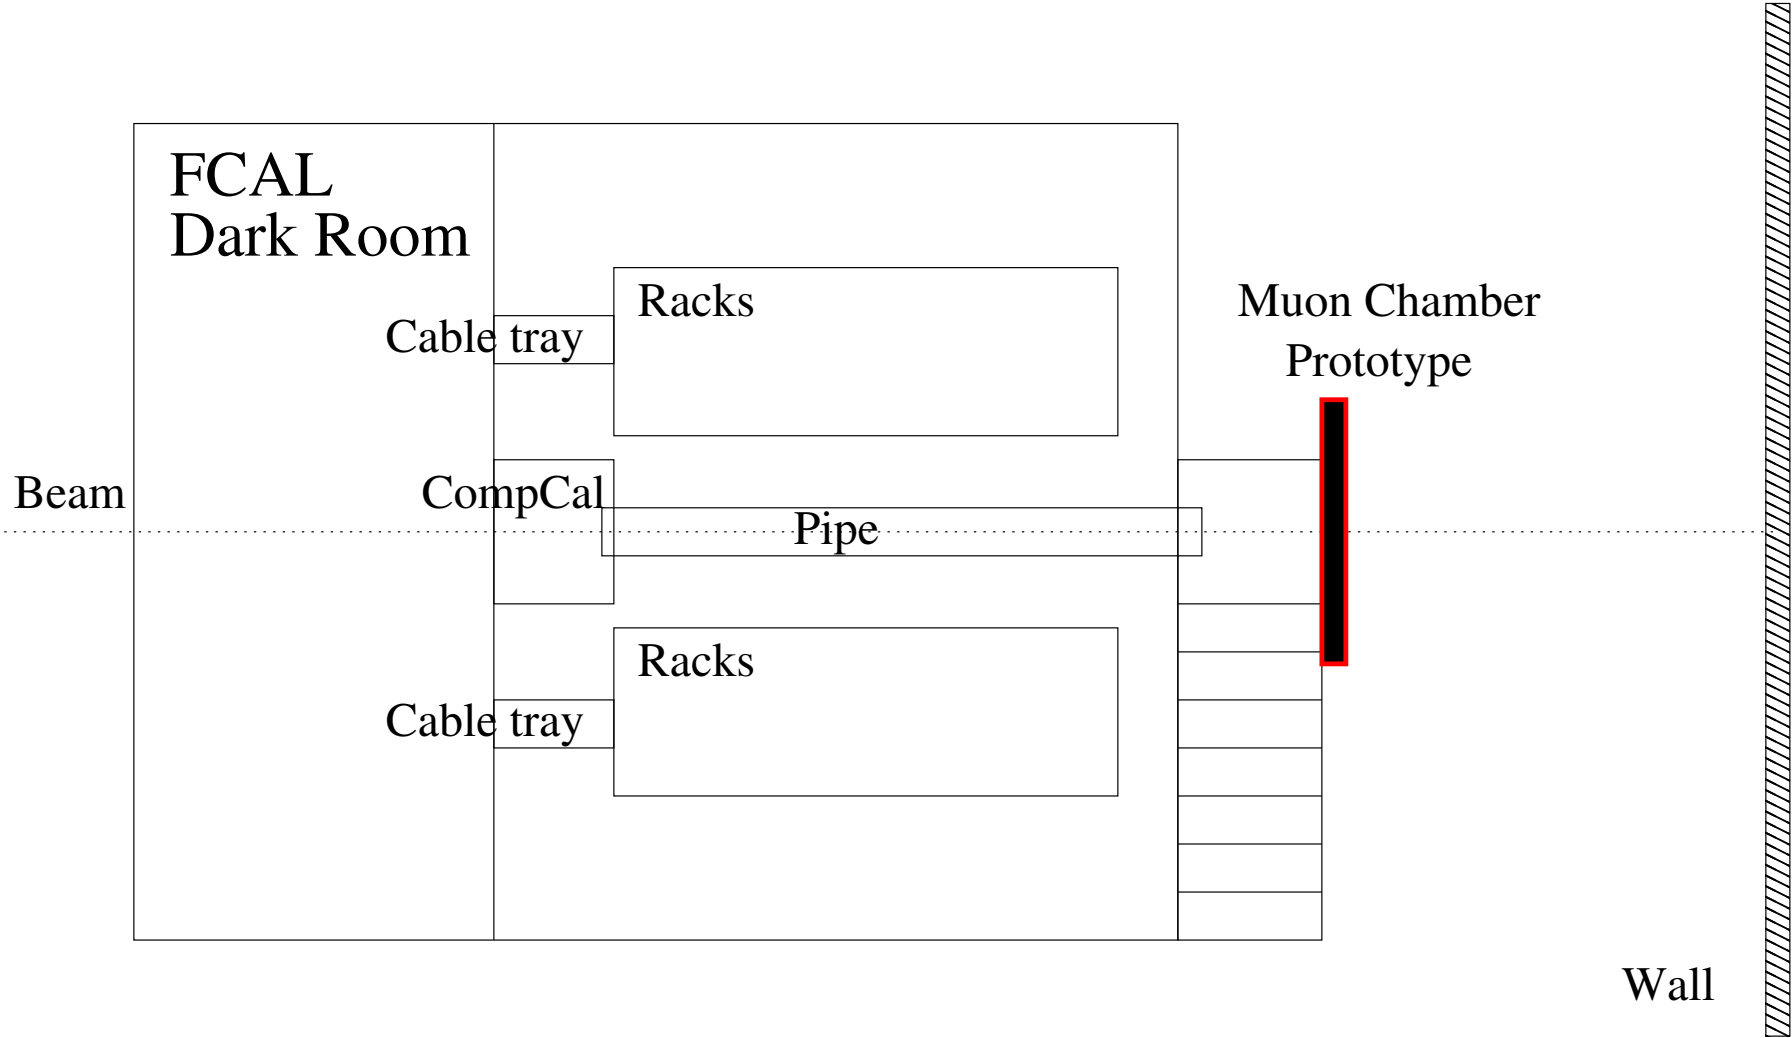 FCAL
Dark Room
Racks
Cable tray
Muon Chamber
Prototype
Beam
CompCal
Pipe
Racks
Cable tray
Wall